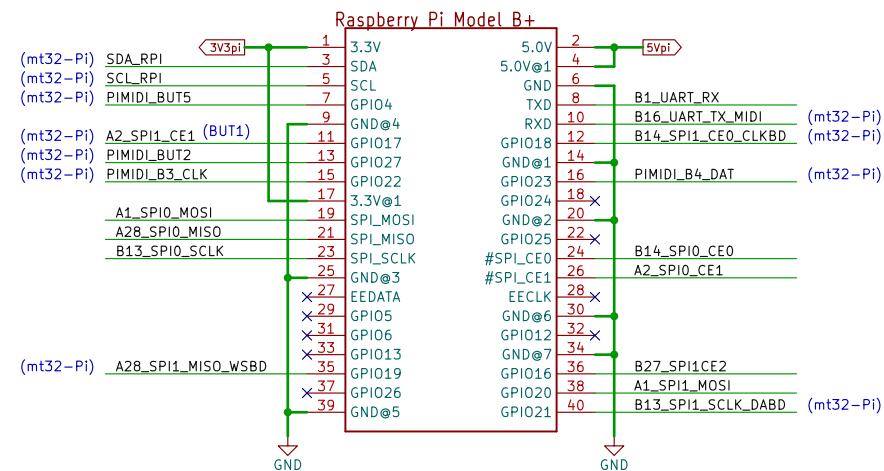 Raspberry Pi Model B+
3V3pi 1 3.3V 5.0V 2 5Vpi
(mt32-Pi) SDA_RPI 3 SDA 5.0V@1 4
(mt32-Pi) SCL_RPI 5 SCL GND 6
(mt32-Pi) PIMIDI_BUT5 7 GPIO4 TXD 8 B1_UART_RX
9 GND@4 RXD 10 B16_UART_TX_MIDI (mt32-Pi)
(mt32-Pi) A2_SPI1_CE1 (BUT1) 11 GPIO17 GPIO18 12 B14_SPI1_CE0_CLKBD (mt32-Pi)
(mt32-Pi) PIMIDI_BUT2 13 GPIO27 GND@1 14
(mt32-Pi) PIMIDI_B3_CLK 15 GPIO22 GPIO23 16 PIMIDI_B4_DAT (mt32-Pi)
17 3.3V@1 GPIO24 18
A1_SPI0_MOSI 19 SPI_MOSI GND@2 20
A28_SPI0_MISO 21 SPI_MISO GPIO25 22
B13_SPI0_SCLK 23 SPI_SCLK #SPI_CE0 24 B14_SPI0_CE0
25 GND@3 #SPI_CE1 26 A2_SPI0_CE1
27 EEDATA EECLK 28
29 GPIO5 GND@6 30
31 GPIO6 GPIO12 32
33 GPIO13 GND@7 34
(mt32-Pi) A28_SPI1_MISO_WSBD 35 GPIO19 GPIO16 36 B27_SPI1CE2
37 GPIO26 GPIO20 38 A1_SPI1_MOSI
39 GND@5 GPIO21 40 B13_SPI1_SCLK_DABD (mt32-Pi)
GND GND